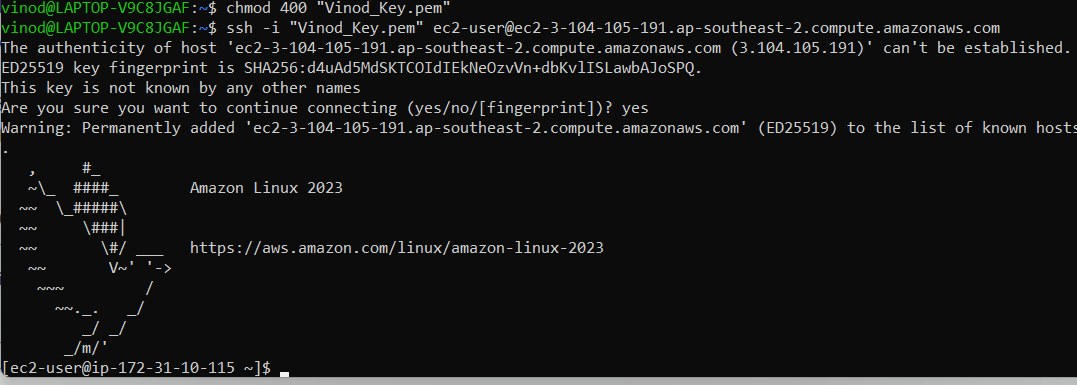 vinod@LAPTOP-V9C8JGAF:~$ chmod 400 "Vinod_Key.pem"
vinod@LAPTOP-V9C8JGAF:~$ ssh -i "Vinod_Key.pem" ec2-user@ec2-3-104-105-191.ap-southeast-2.compute.amazonaws.com
The authenticity of host 'ec2-3-104-105-191.ap-southeast-2.compute.amazonaws.com (3.104.105.191)' can't be established.
ED25519 key fingerprint is SHA256:d4uAd5MdSKTCOIdIEkNeOzvVn+dbKvlISLawbAJoSPQ.
This key is not known by any other names
Are you sure you want to continue connecting (yes/no/[fingerprint])? yes
Warning: Permanently added 'ec2-3-104-105-191.ap-southeast-2.compute.amazonaws.com' (ED25519) to the list of known hosts
.
   ,     #_
   ~\_  ####_        Amazon Linux 2023
  ~~  \_#####\
  ~~     \###|
  ~~       \#/ ___   https://aws.amazon.com/linux/amazon-linux-2023
   ~~       V~' '->
    ~~~         /
      ~~._.   _/
         _/ _/
       _/m/'
[ec2-user@ip-172-31-10-115 ~]$